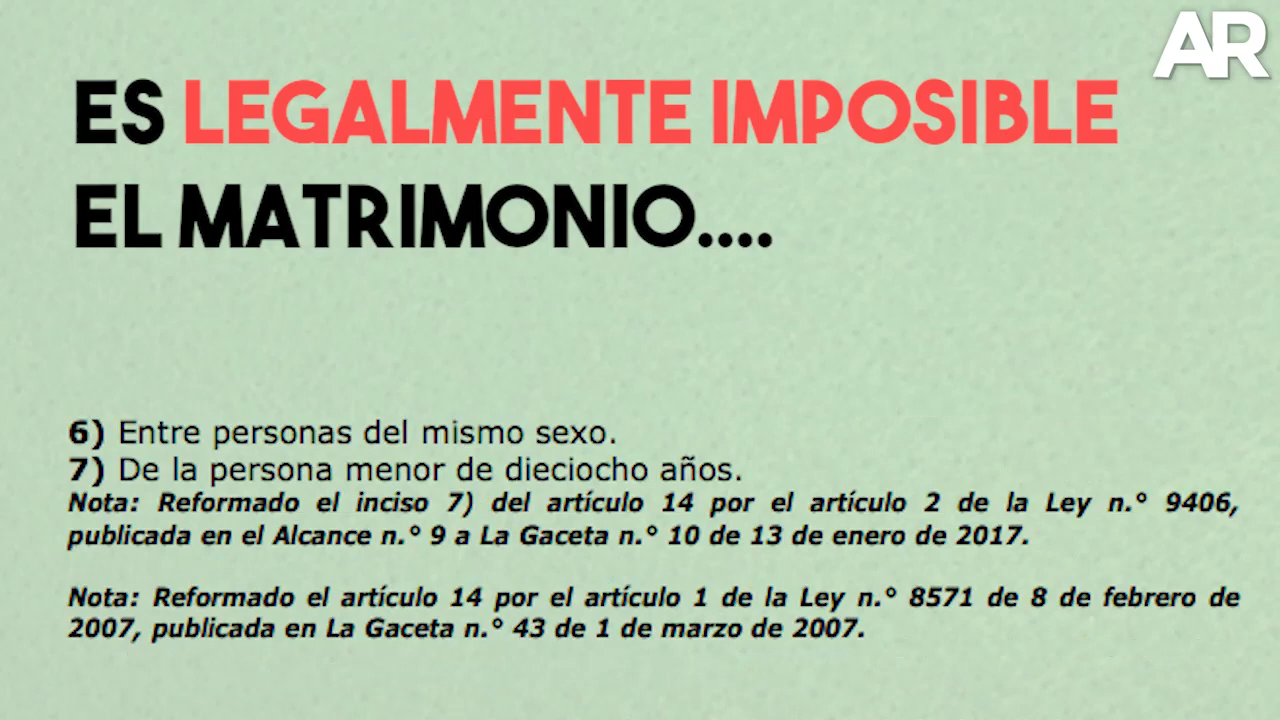 AR
ES LEGALMENTE IMPOSIBLE
EL MATRIMONIO....
6) Entre personas del mismo sexo.
7) De la persona menor de dieciocho años.
Nota: Reformado el inciso 7) del artículo 14 por el artículo 2 de la Ley n.° 9406,
publicada en el Alcance n.° 9 a La Gaceta n.° 10 de 13 de enero de 2017.
Nota: Reformado el artículo 14 por el artículo 1 de la Ley n.° 8571 de 8 de febrero de
2007, publicada en La Gaceta n.° 43 de 1 de marzo de 2007.